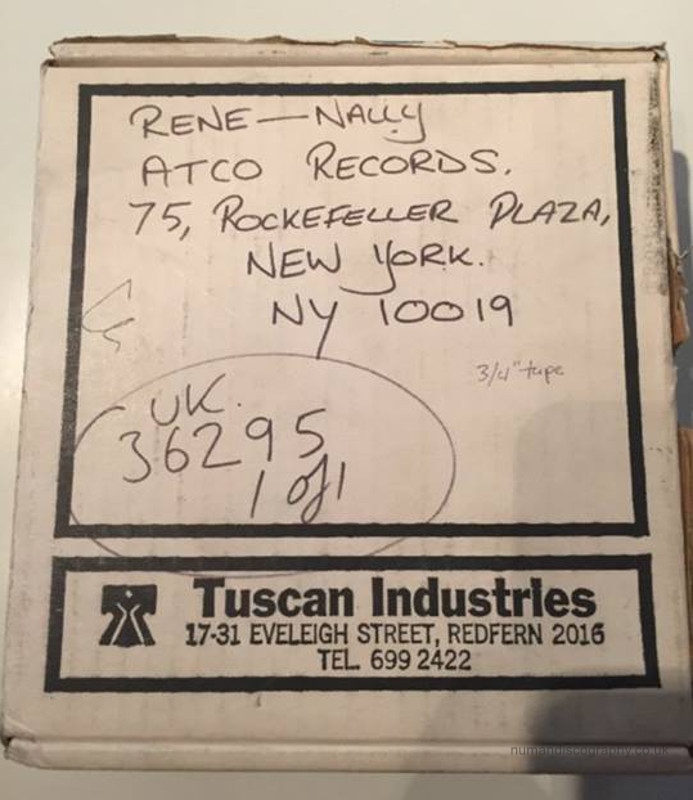 RENE — NALLY
ATCO RECORDS.
75, ROCKEFELLER PLAZA,
NEW YORK.
NY 10019
3/4" tape
UK.
36295
1 of 1
Tuscan Industries
17-31 EVELEIGH STREET, REDFERN 2016
TEL. 699 2422
numandiscography.co.uk